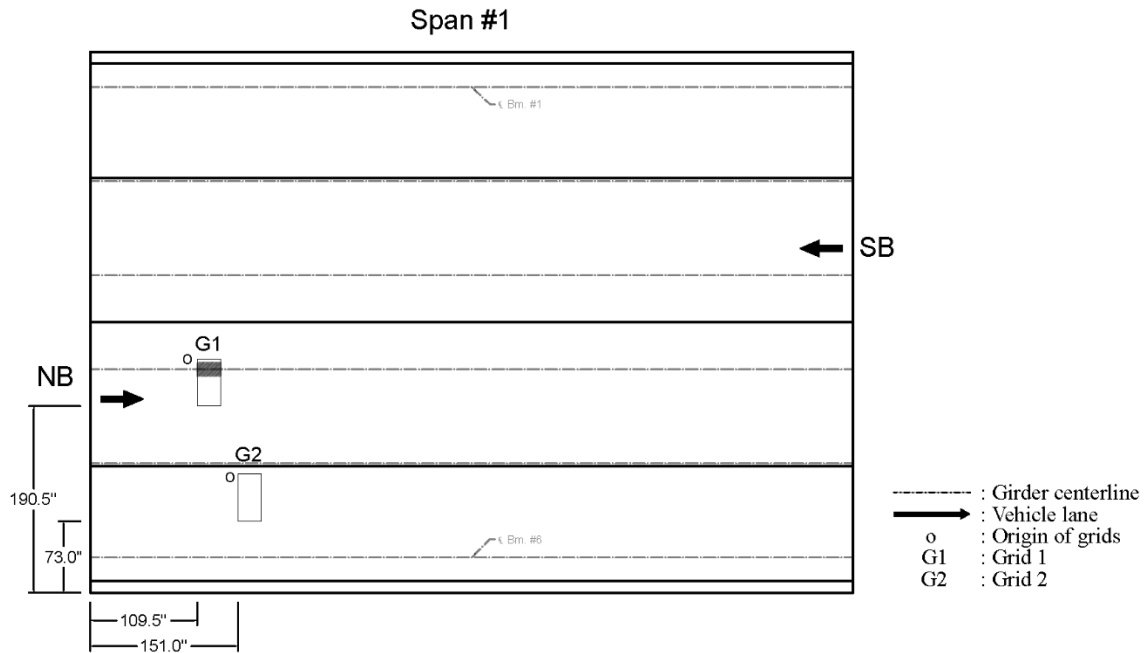 Span #1
℄ Bm. #1
SB
G1
o
NB
G2
o
190.5"
73.0"
℄ Bm. #6
109.5"
151.0"
: Girder centerline
: Vehicle lane
o : Origin of grids
G1 : Grid 1
G2 : Grid 2